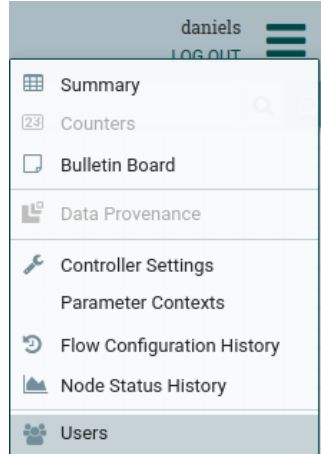 daniels
LOG OUT
Summary
23
Counters
Bulletin Board
Data Provenance
Controller Settings
Parameter Contexts
Flow Configuration History
Node Status History
Users